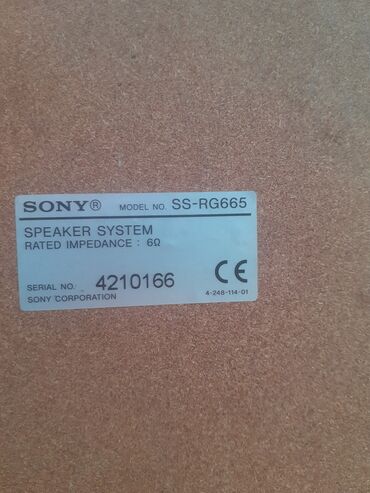 SONY® MODEL NO. SS-RG665
SPEAKER SYSTEM
RATED IMPEDANCE : 6Ω
SERIAL NO. 4210166
SONY CORPORATION
CE
4-248-114-01